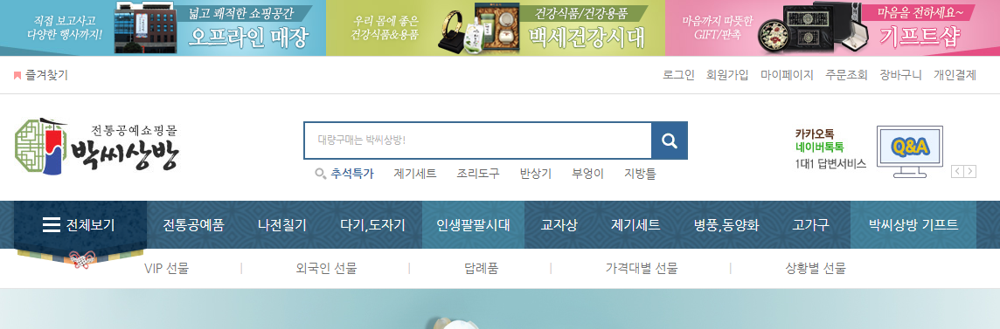 직접 보고사고
다양한 행사까지!
넓고 쾌적한 쇼핑공간
오프라인 매장
우리 몸에 좋은
건강식품&용품
건강식품/건강용품
백세건강시대
마음까지 따뜻한
GIFT/판촉
마음을 전하세요~
기프트샵
즐겨찾기
로그인 회원가입 마이페이지 주문조회 장바구니 개인결제
전통공예쇼핑몰
박씨상방
대량구매는 박씨상방!
추석특가 제기세트 조리도구 반상기 부엉이 지방틀
카카오톡
네이버톡톡
1대1 답변서비스
Q&A
전체보기 전통공예품 나전칠기 다기,도자기 인생팔팔시대 교자상 제기세트 병풍,동양화 고가구 박씨상방 기프트
VIP 선물 | 외국인 선물 | 답례품 | 가격대별 선물 | 상황별 선물